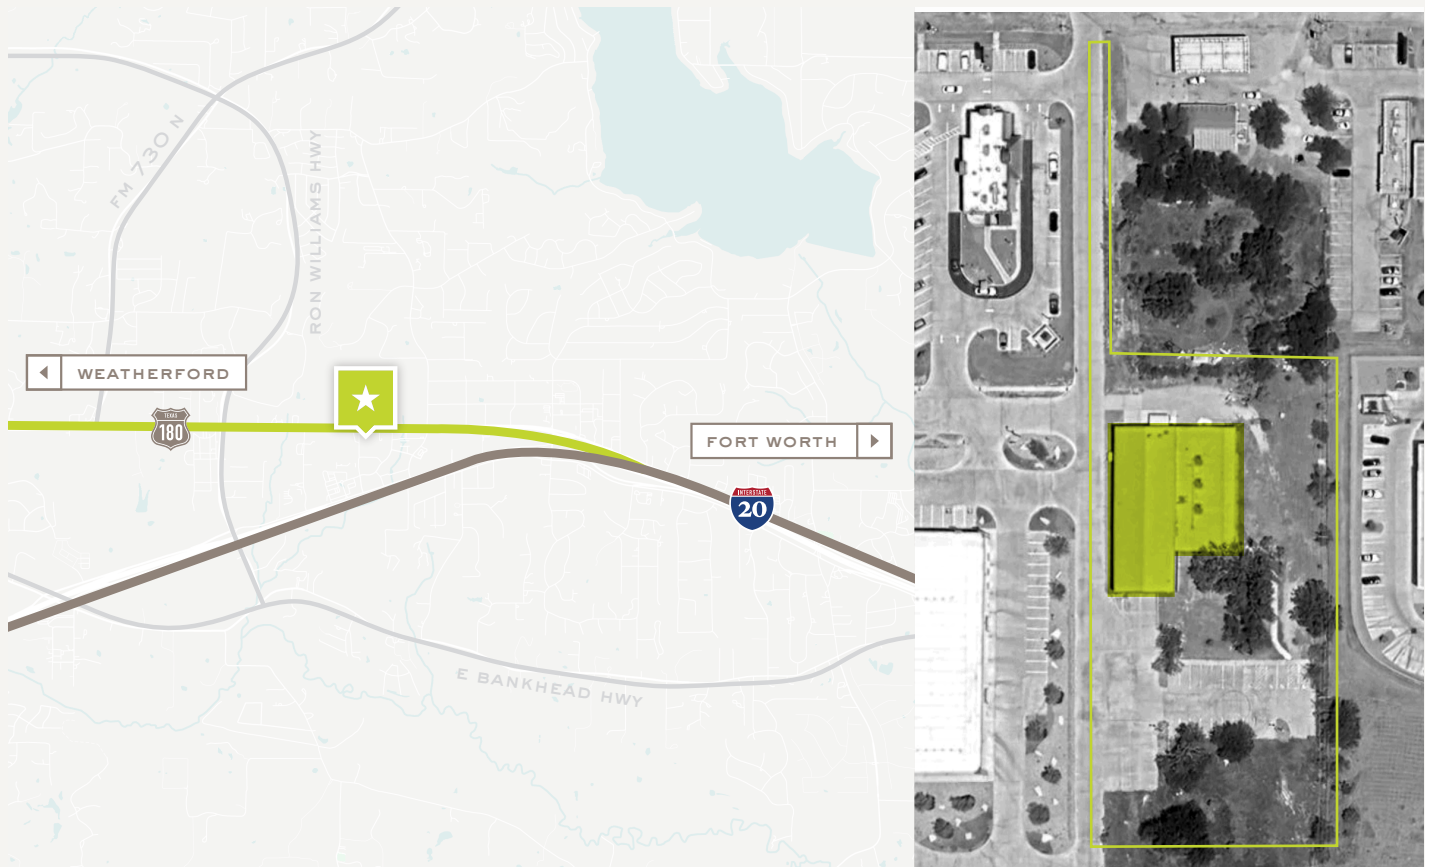 FM 730 N
RON WILLIAMS HWY
WEATHERFORD
TEXAS
180
FORT WORTH
INTERSTATE
20
E BANKHEAD HWY